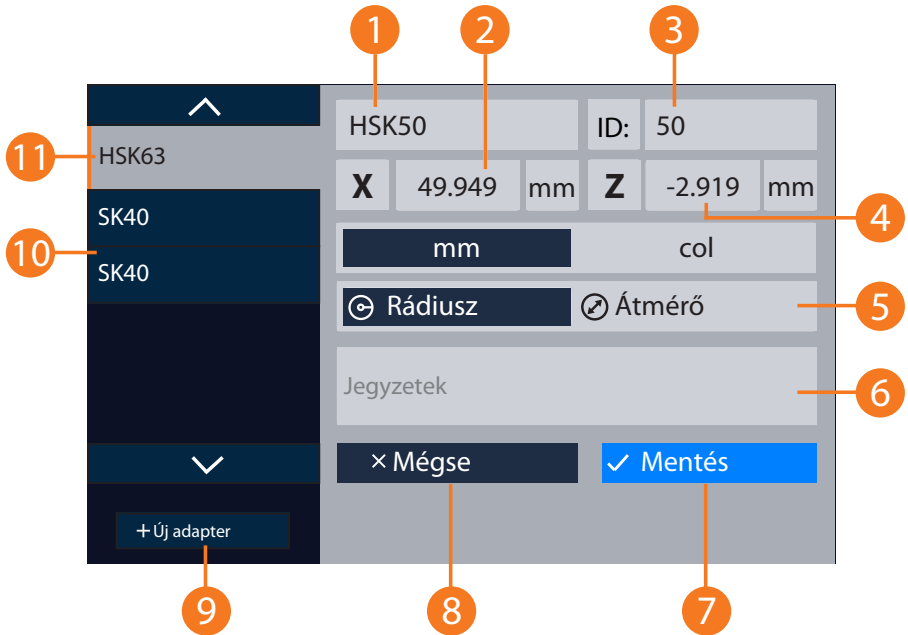 1 2 3
HSK50 ID: 50
11 HSK63
X 49.949 mm Z -2.919 mm
4
SK40
10
mm col
SK40
5
Rádiusz Átmérő
Jegyzetek
6
Mégse Mentés
+ Új adapter
9 8 7